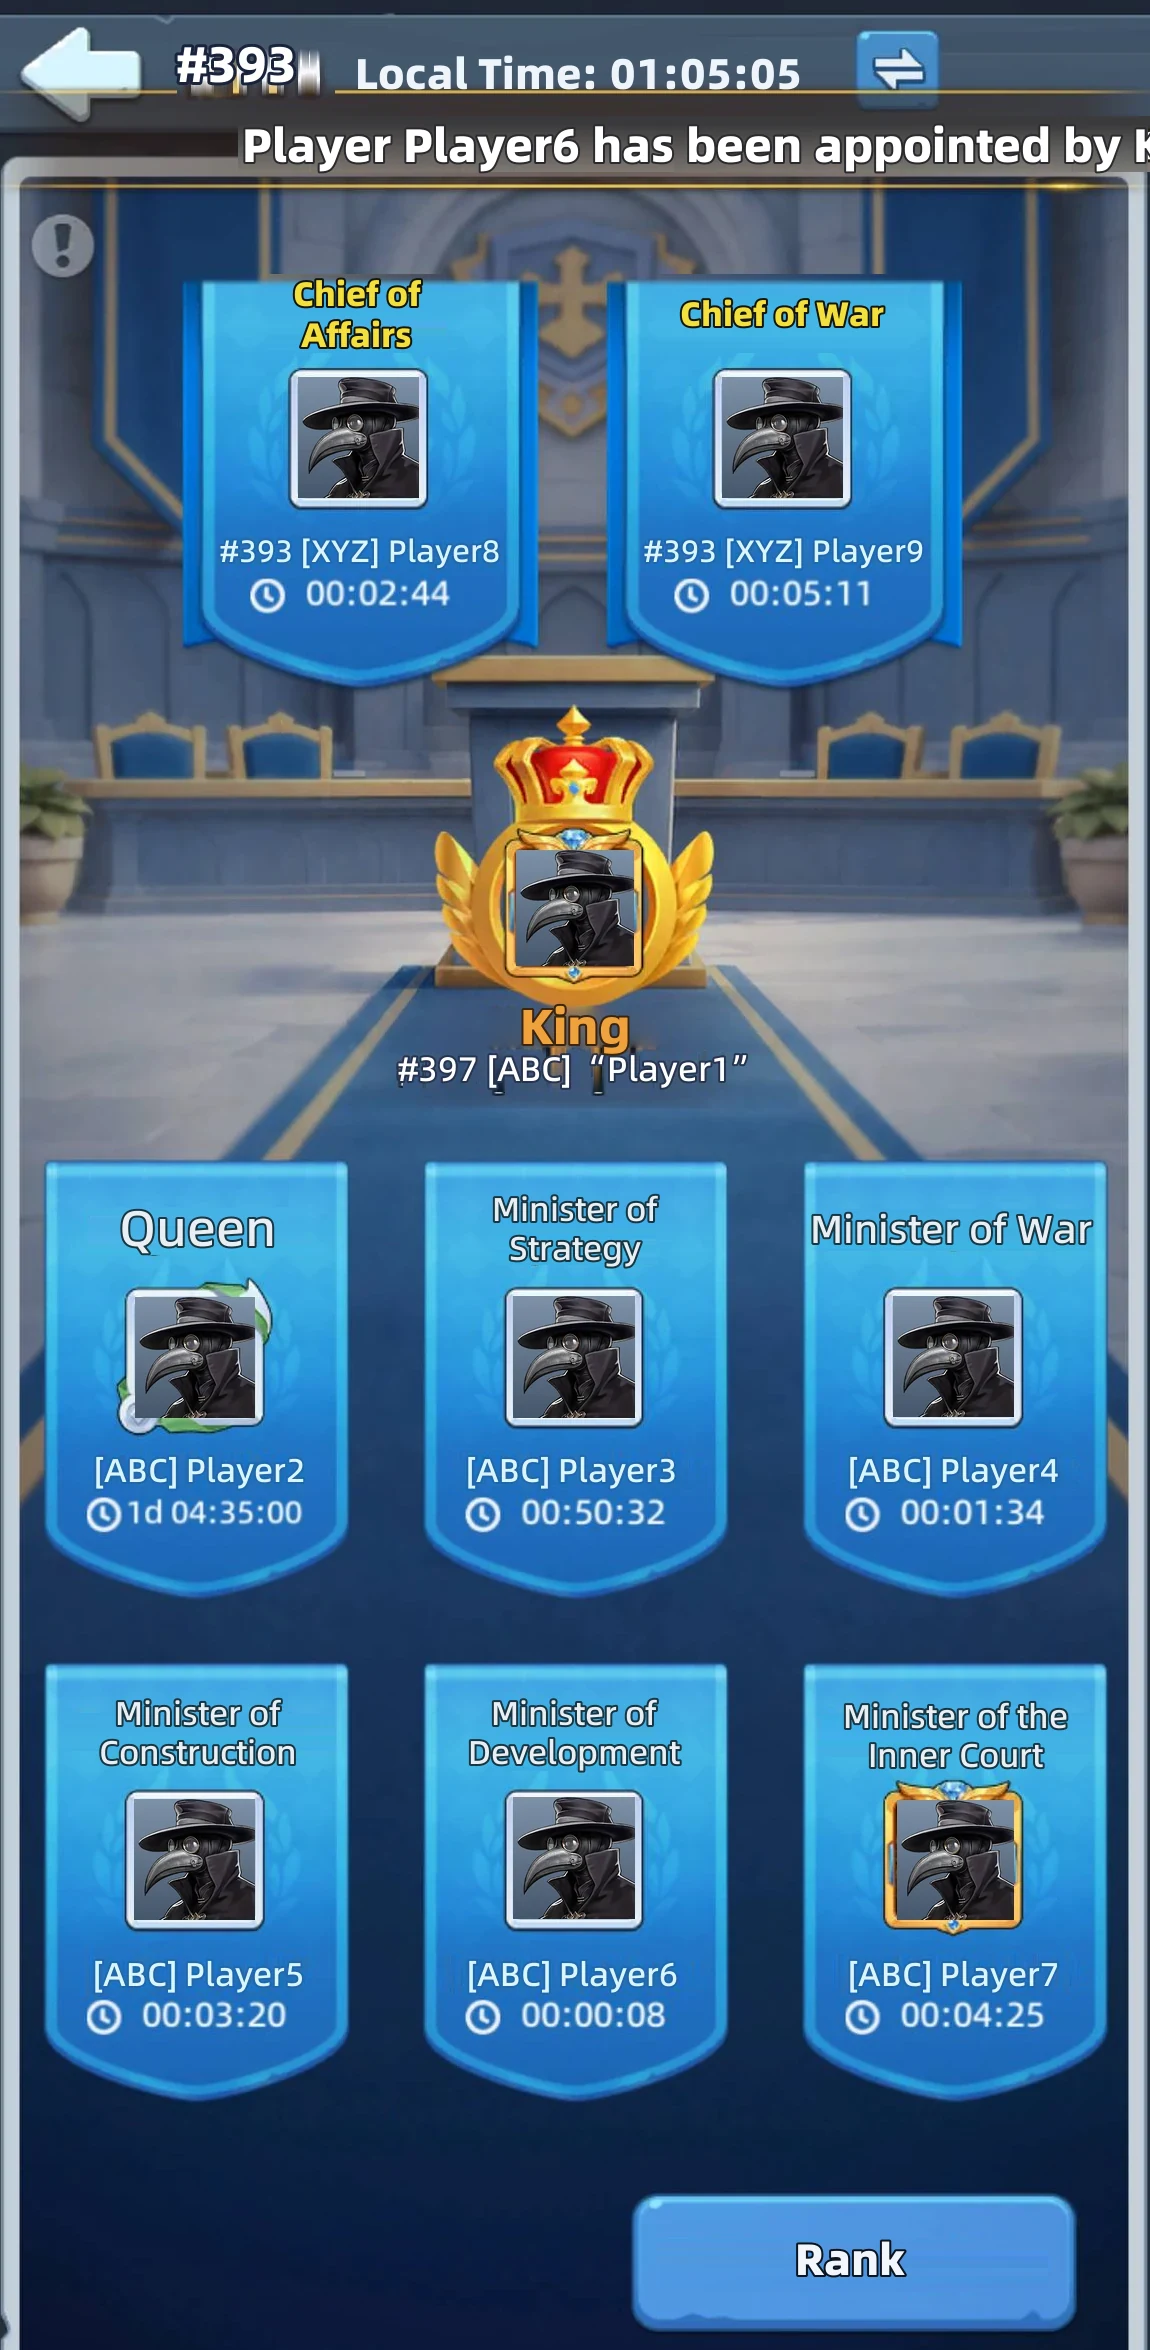 #393
Local Time: 01:05:05
Player Player6 has been appointed by K
Chief of
Affairs
#393 [XYZ] Player8
00:02:44
Chief of War
#393 [XYZ] Player9
00:05:11
King
#397 [ABC] “Player1”
Queen
[ABC] Player2
1d 04:35:00
Minister of
Strategy
[ABC] Player3
00:50:32
Minister of War
[ABC] Player4
00:01:34
Minister of
Construction
[ABC] Player5
00:03:20
Minister of
Development
[ABC] Player6
00:00:08
Minister of the
Inner Court
[ABC] Player7
00:04:25
Rank